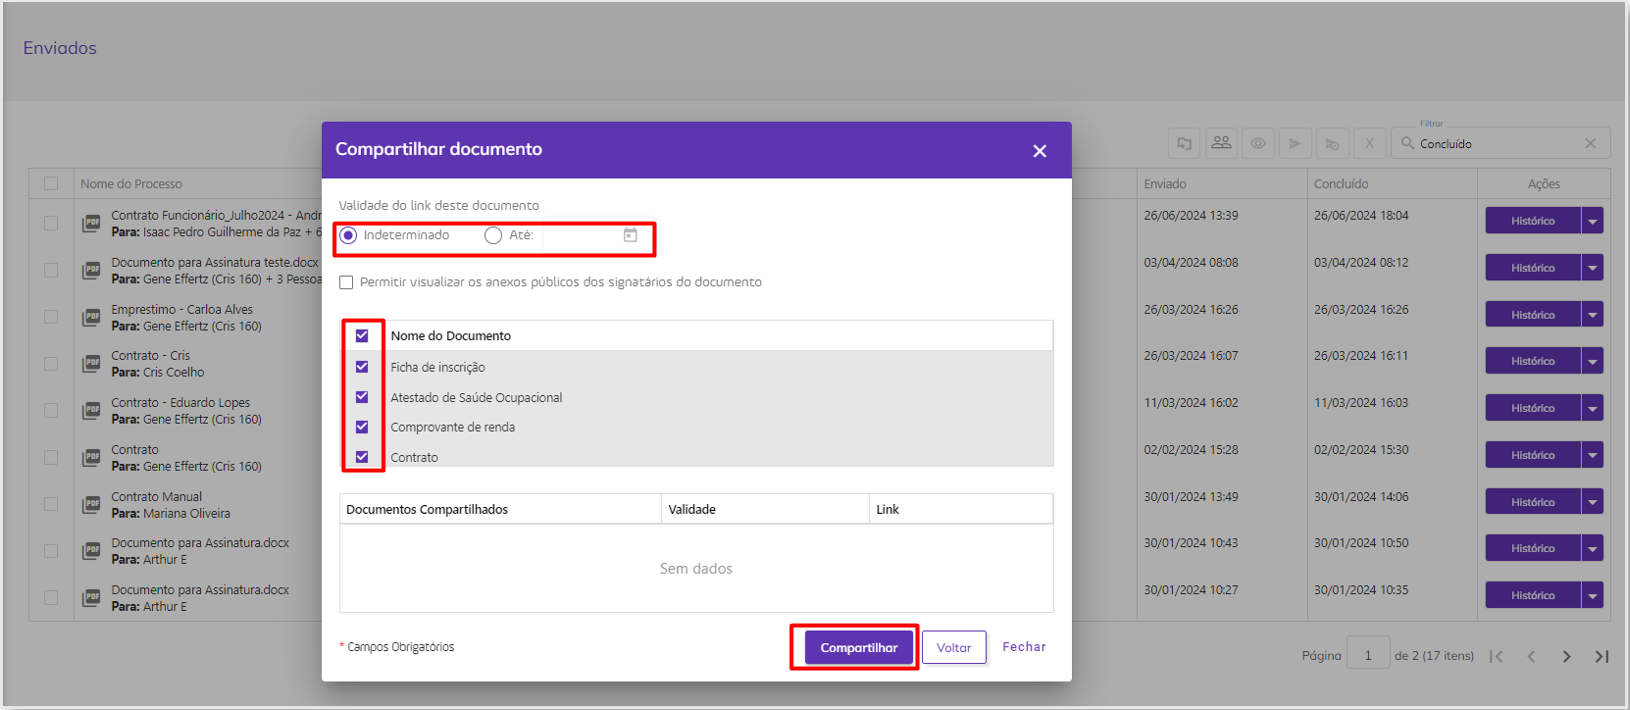 Enviados
Filtrar
Concluído
Nome do Processo
Enviado
Concluído
Ações
Contrato Funcionário_Julho2024 - Andr
Para: Isaac Pedro Guilherme da Paz + 6
26/06/2024 13:39
26/06/2024 18:04
Histórico
Documento para Assinatura teste.docx
Para: Gene Effertz (Cris 160) + 3 Pessoa
03/04/2024 08:08
03/04/2024 08:12
Histórico
Emprestimo - Carloa Alves
Para: Gene Effertz (Cris 160)
26/03/2024 16:26
26/03/2024 16:26
Histórico
Contrato - Cris
Para: Cris Coelho
26/03/2024 16:07
26/03/2024 16:11
Histórico
Contrato - Eduardo Lopes
Para: Gene Effertz (Cris 160)
11/03/2024 16:02
11/03/2024 16:03
Histórico
Contrato
Para: Gene Effertz (Cris 160)
02/02/2024 15:28
02/02/2024 15:30
Histórico
Contrato Manual
Para: Mariana Oliveira
30/01/2024 13:49
30/01/2024 14:06
Histórico
Documento para Assinatura.docx
Para: Arthur E
30/01/2024 10:43
30/01/2024 10:50
Histórico
Documento para Assinatura.docx
Para: Arthur E
30/01/2024 10:27
30/01/2024 10:35
Histórico
Página 1 de 2 (17 itens)
Compartilhar documento
Validade do link deste documento
Indeterminado
Até:
Permitir visualizar os anexos públicos dos signatários do documento
Nome do Documento
Ficha de inscrição
Atestado de Saúde Ocupacional
Comprovante de renda
Contrato
Documentos Compartilhados
Validade
Link
Sem dados
* Campos Obrigatórios
Compartilhar
Voltar
Fechar